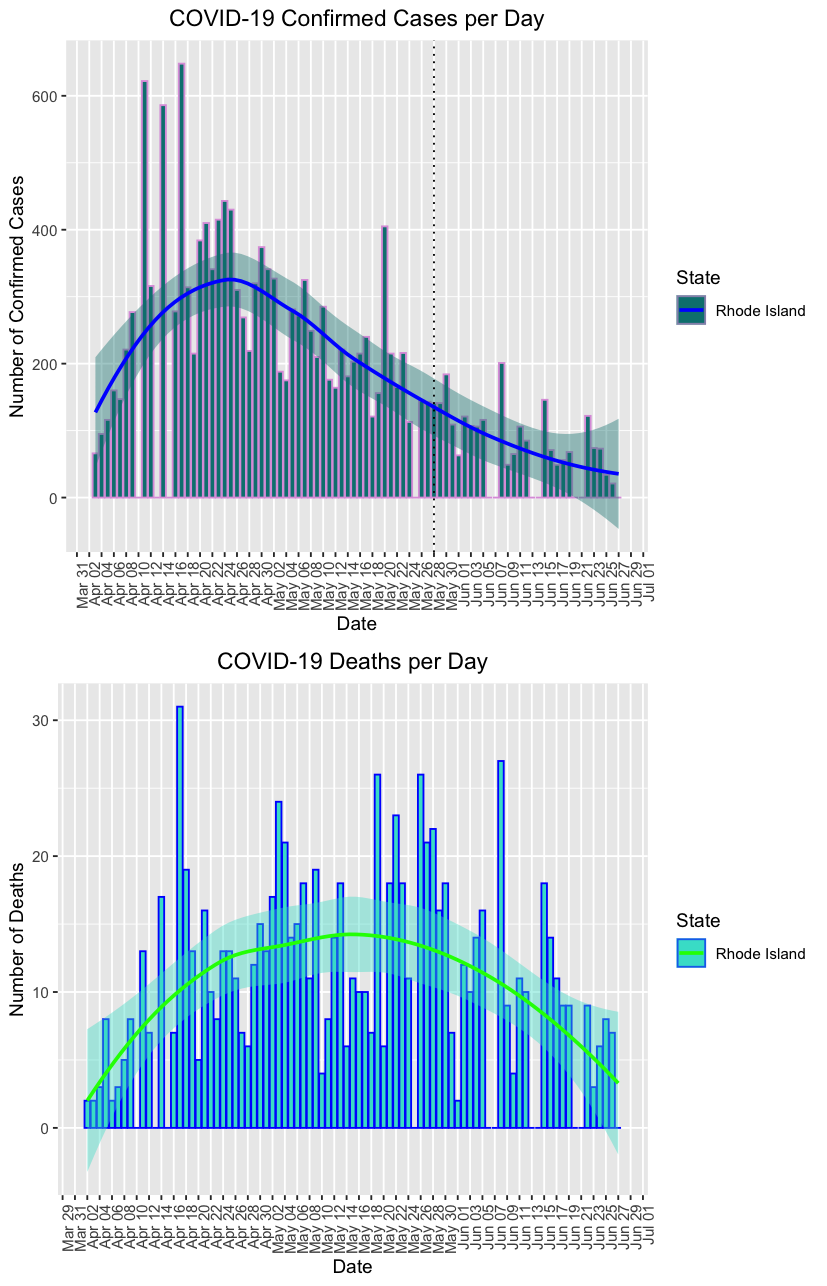 COVID-19 Confirmed Cases per Day
Number of Confirmed Cases
600
400
200
0
Mar 31
Apr 02
Apr 04
Apr 06
Apr 08
Apr 10
Apr 12
Apr 14
Apr 16
Apr 18
Apr 20
Apr 22
Apr 24
Apr 26
Apr 28
Apr 30
May 02
May 04
May 06
May 08
May 10
May 12
May 14
May 16
May 18
May 20
May 22
May 24
May 26
May 28
May 30
Jun 01
Jun 03
Jun 05
Jun 07
Jun 09
Jun 11
Jun 13
Jun 15
Jun 17
Jun 19
Jun 21
Jun 23
Jun 25
Jun 27
Jun 29
Jul 01
Date
State
Rhode Island
COVID-19 Deaths per Day
Number of Deaths
30
20
10
0
Mar 29
Mar 31
Apr 02
Apr 04
Apr 06
Apr 08
Apr 10
Apr 12
Apr 14
Apr 16
Apr 18
Apr 20
Apr 22
Apr 24
Apr 26
Apr 28
Apr 30
May 02
May 04
May 06
May 08
May 10
May 12
May 14
May 16
May 18
May 20
May 22
May 24
May 26
May 28
May 30
Jun 01
Jun 03
Jun 05
Jun 07
Jun 09
Jun 11
Jun 13
Jun 15
Jun 17
Jun 19
Jun 21
Jun 23
Jun 25
Jun 27
Jun 29
Jul 01
Date
State
Rhode Island